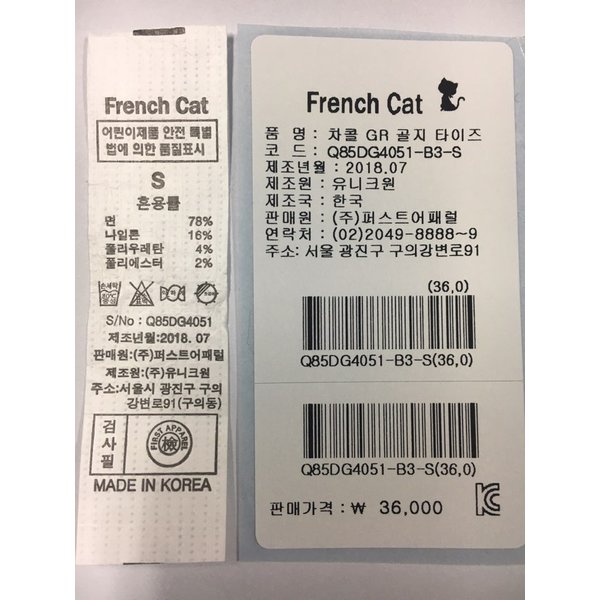 French Cat
어린이제품 안전 특별
법에 의한 품질표시
S
혼용률
면 78%
나일론 16%
폴리우레탄 4%
폴리에스터 2%
손세탁
30℃
중성
S/No : Q85DG4051
제조년월:2018. 07
판매원:(주)퍼스트어패럴
제조원:(주)유니크원
주소:서울시 광진구 구의
강변로91(구의동)
검사필
FIRST APPAREL
檢
MADE IN KOREA
French Cat
품 명 : 차콜 GR 골지 타이즈
코 드 : Q85DG4051-B3-S
제조년월 : 2018.07
제조원 : 유니크원
제조국 : 한국
판매원 : (주)퍼스트어패럴
연락처 : (02)2049-8888~9
주소: 서울 광진구 구의강변로91
(36,0)
Q85DG4051-B3-S(36,0)
Q85DG4051-B3-S(36,0)
판매가격 : ₩ 36,000